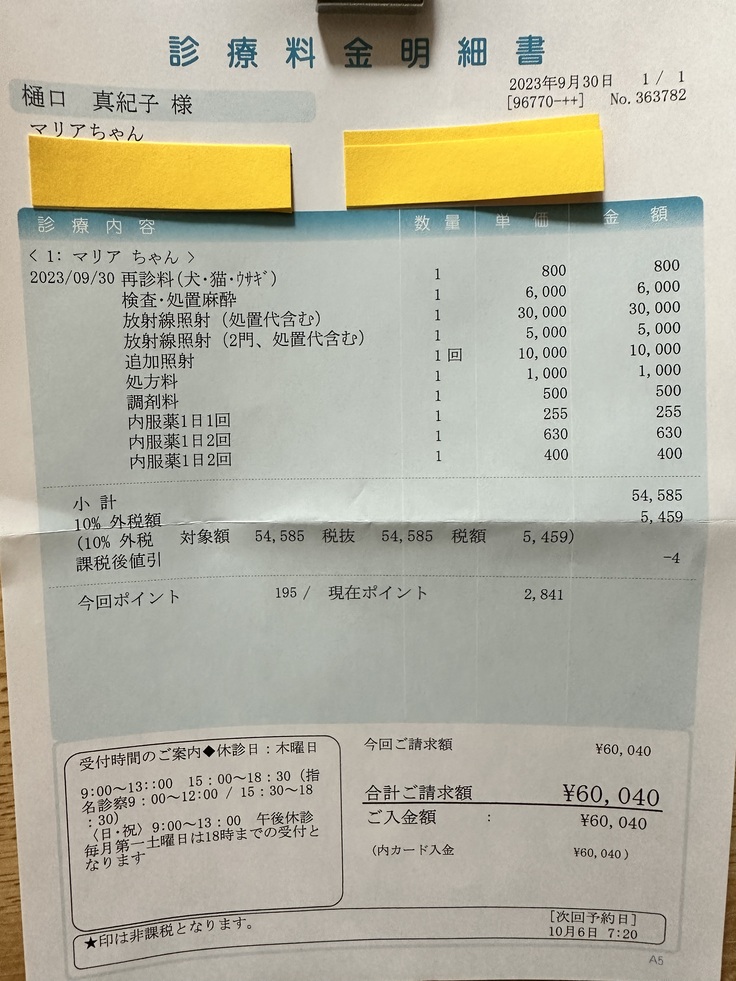 診療料金明細書
樋口 真紀子 様
2023年9月30日 1 / 1
[96770-++] No. 363782
マリアちゃん
診療内容 数量 単価 金額
< 1: マリア ちゃん >
2023/09/30 再診料(犬・猫・ｳｻｷﾞ) 1 800 800
検査・処置麻酔 1 6,000 6,000
放射線照射 (処置代含む) 1 30,000 30,000
放射線照射 (2門、処置代含む) 1 5,000 5,000
追加照射 1 回 10,000 10,000
処方料 1 1,000 1,000
調剤料 1 500 500
内服薬1日1回 1 255 255
内服薬1日2回 1 630 630
内服薬1日2回 1 400 400
小 計 54,585
10% 外税額 5,459
(10% 外税 対象額 54,585 税抜 54,585 税額 5,459)
課税後値引 -4
今回ポイント 195 / 現在ポイント 2,841
受付時間のご案内◆休診日：木曜日
9:00～13::00 15：00～18：30（指
名診察9：00～12:00 / 15：30～18
：30）
〈日・祝〉9:00～13：00 午後休診
毎月第一土曜日は18時までの受付と
なります
今回ご請求額 ¥60,040
合計ご請求額 ¥60,040
ご入金額 : ¥60,040
(内カード入金 ¥60,040)
★印は非課税となります。
[次回予約日]
10月6日 7:20
A5